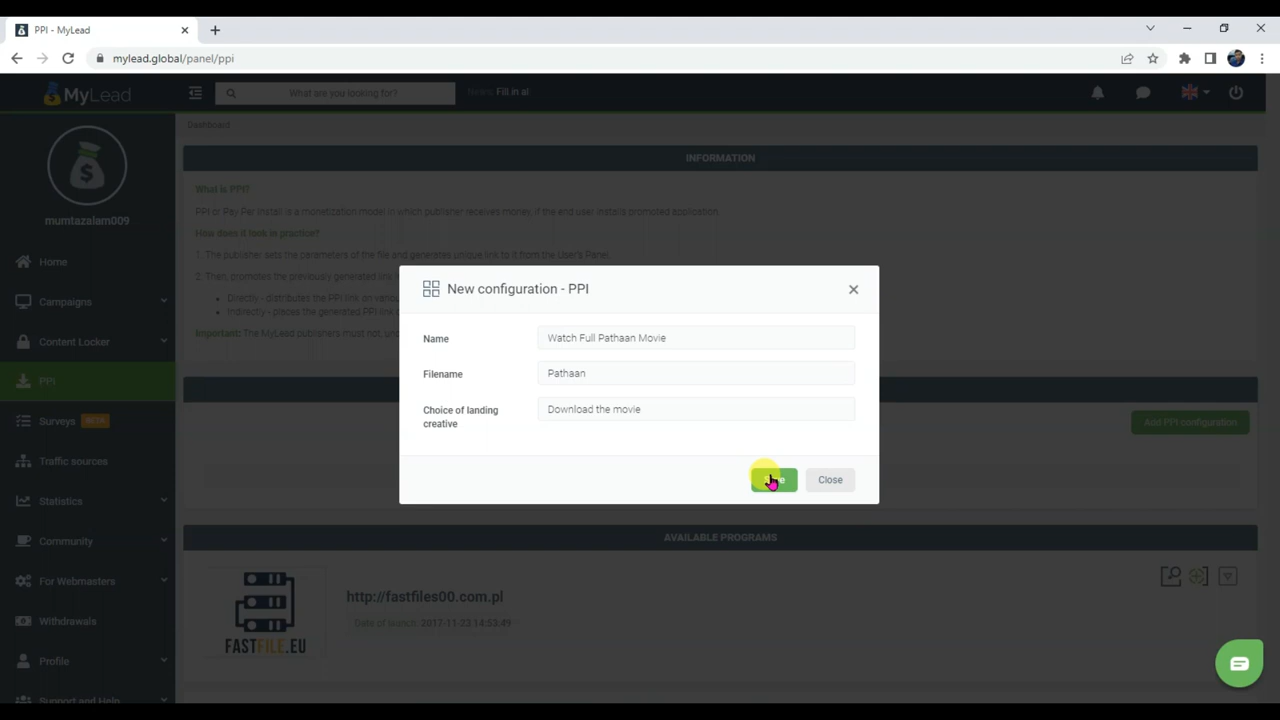 PPI - MyLead
mylead.global/panel/ppi
MyLead
What are you looking for?
News: Fill in al
Dashboard
INFORMATION
What is PPI?
PPI or Pay Per Install is a monetization model in which publisher receives money, if the end user installs promoted application.
How does it look in practice?
1. The publisher sets the parameters of the file and generates unique link to it from the User's Panel.
2. Then, promotes the previously generated link
Directly - distributes the PPI link on variou
Indirectly - places the generated PPI link
Important: The MyLead publishers must not, un
mumtazalam009
Home
Campaigns
Content Locker
PPI
Surveys BETA
Traffic sources
Statistics
Community
For Webmasters
Withdrawals
Profile
Support and Help
New configuration - PPI
Name
Watch Full Pathaan Movie
Filename
Pathaan
Choice of landing
creative
Download the movie
Close
Add PPI configuration
AVAILABLE PROGRAMS
FASTFILE.EU
http://fastfiles00.com.pl
Date of launch: 2017-11-23 14:53:49